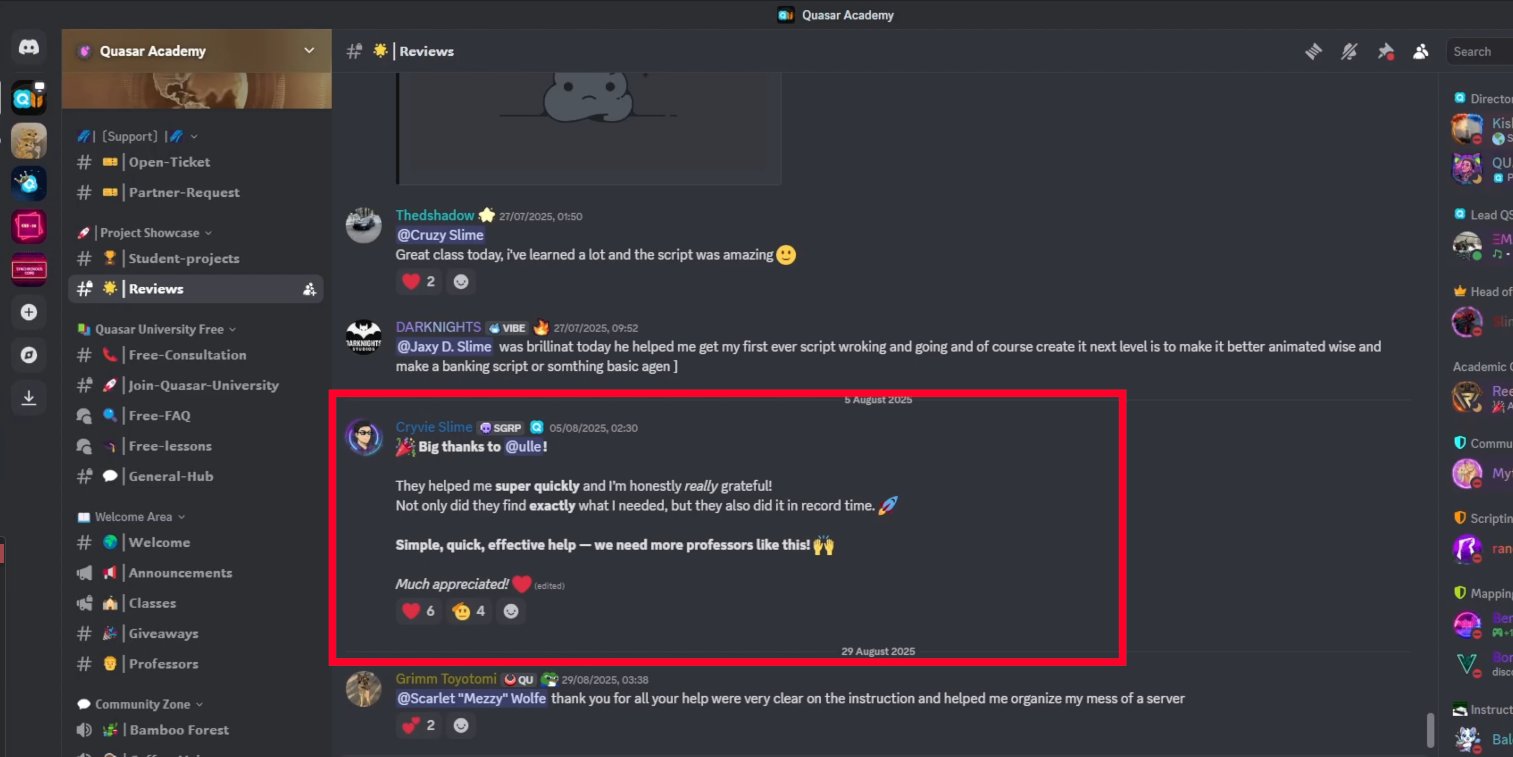 Quasar Academy
Quasar Academy
# | Reviews
Search
| [Support] |
# | Open-Ticket
# | Partner-Request
| Project Showcase
# | Student-projects
# | Reviews
Quasar University Free
# | Free-Consultation
# | Join-Quasar-University
| Free-FAQ
| Free-lessons
# | General-Hub
Welcome Area
# | Welcome
| Announcements
| Classes
# | Giveaways
# | Professors
Community Zone
| Bamboo Forest
Thedshadow 27/07/2025, 01:50
@Cruzy Slime
Great class today, i've learned a lot and the script was amazing
2
DARKNIGHTS VIBE 27/07/2025, 09:52
@Jaxy D. Slime was brillinat today he helped me get my first ever script wroking and going and of course create it next level is to make it better animated wise and
make a banking script or somthing basic agen ]
5 August 2025
Cryvie Slime SGRP 05/08/2025, 02:30
Big thanks to @ulle!
They helped me super quickly and I'm honestly really grateful!
Not only did they find exactly what I needed, but they also did it in record time.
Simple, quick, effective help — we need more professors like this!
Much appreciated! (edited)
6 4
29 August 2025
Grimm Toyotomi QU 29/08/2025, 03:38
@Scarlet "Mezzy" Wolfe thank you for all your help were very clear on the instruction and helped me organize my mess of a server
2
Lead QS
Head of